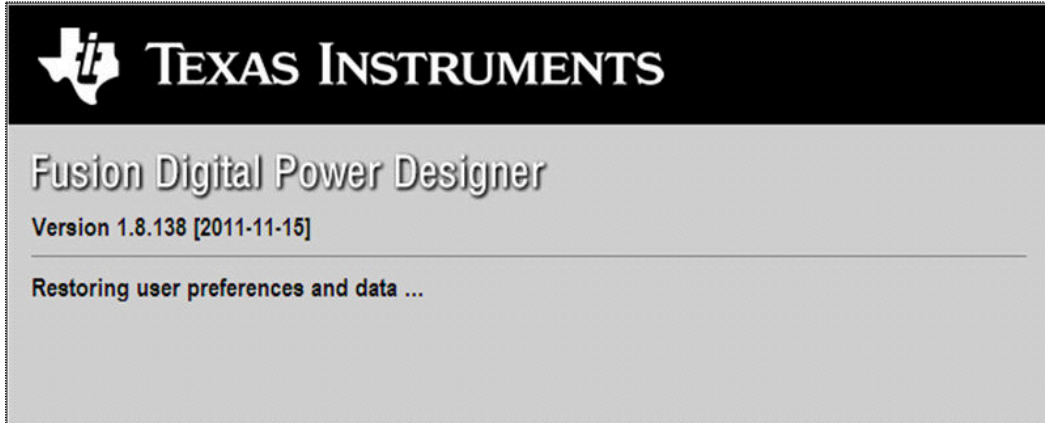 TEXAS INSTRUMENTS
Fusion Digital Power Designer
Version 1.8.138 [2011-11-15]
Restoring user preferences and data ...